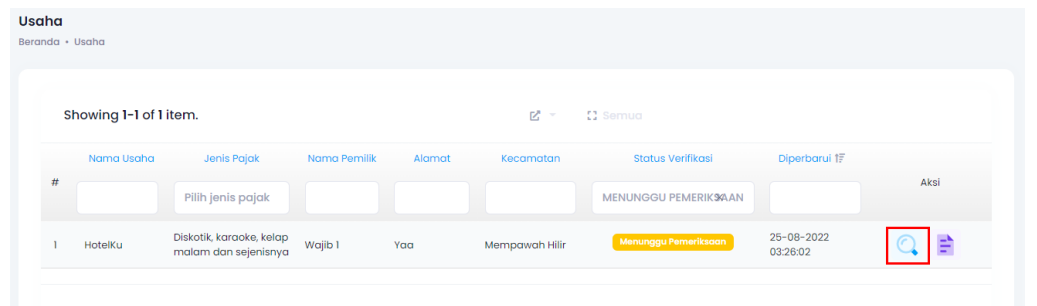 Usaha
Beranda • Usaha
Showing 1-1 of 1 item.
Semua
Nama Usaha Jenis Pajak Nama Pemilik Alamat Kecamatan Status Verifikasi Diperbarui
# Aksi
Pilih jenis pajak MENUNGGU PEMERIKSAAN
1 HotelKu Diskotik, karaoke, kelap malam dan sejenisnya Wajib 1 Yaa Mempawah Hilir Menunggu Pemeriksaan 25-08-2022 03:26:02